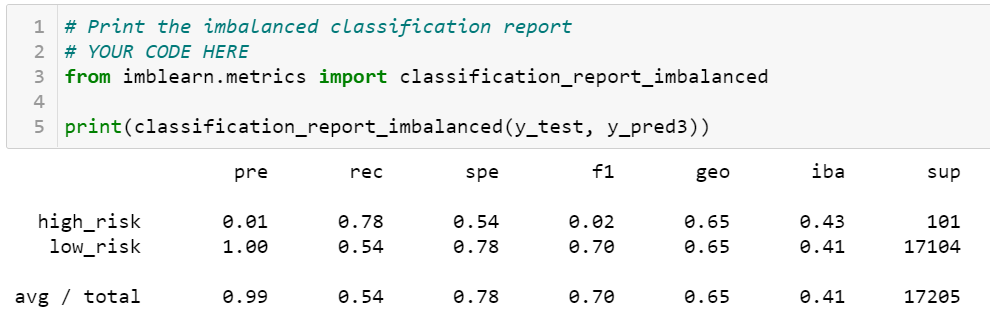 1 # Print the imbalanced classification report
2 # YOUR CODE HERE
3 from imblearn.metrics import classification_report_imbalanced
4
5 print(classification_report_imbalanced(y_test, y_pred3))
pre rec spe f1 geo iba sup
high_risk 0.01 0.78 0.54 0.02 0.65 0.43 101
low_risk 1.00 0.54 0.78 0.70 0.65 0.41 17104
avg / total 0.99 0.54 0.78 0.70 0.65 0.41 17205